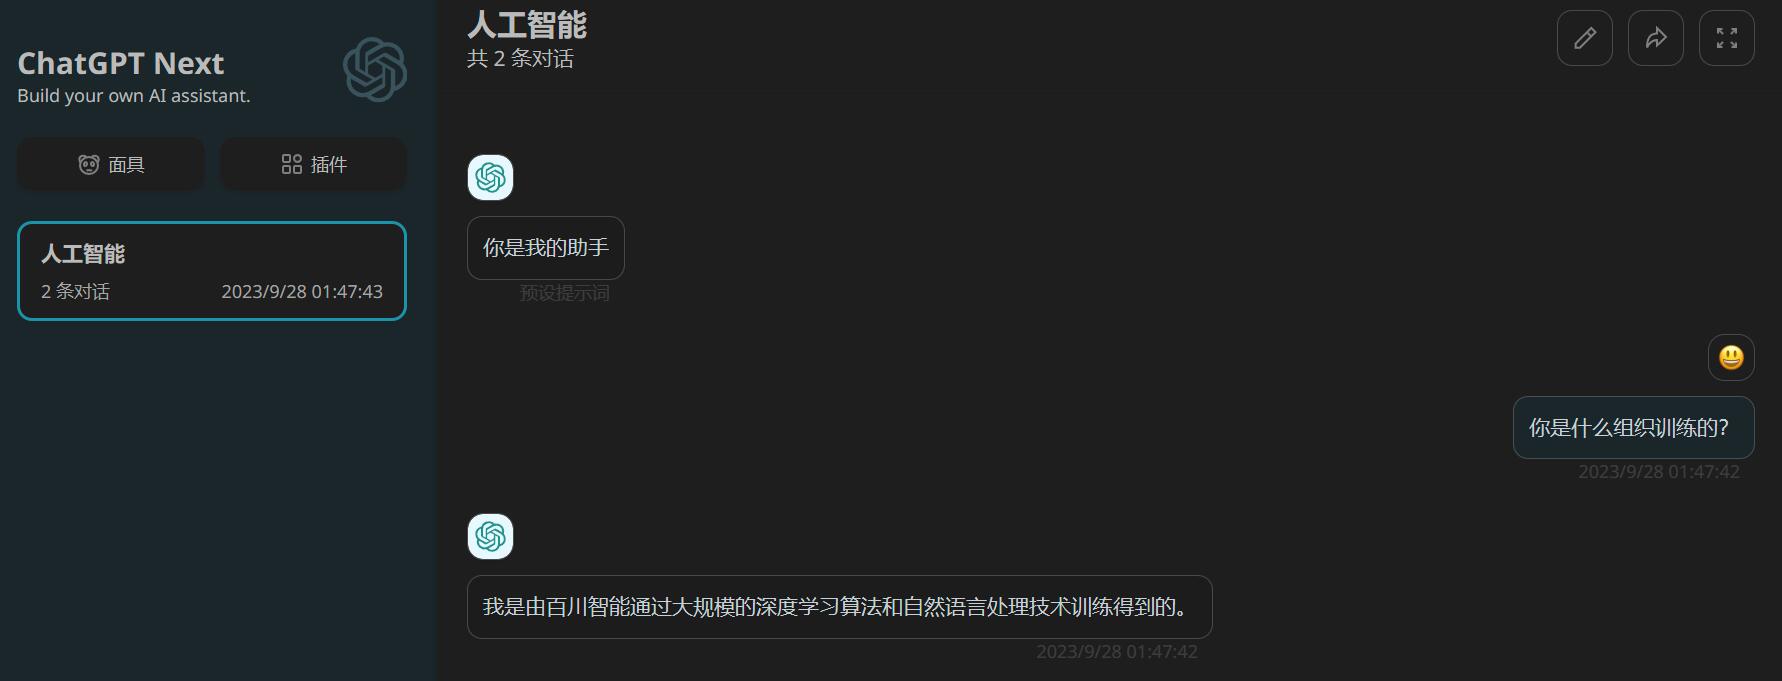 ChatGPT Next
Build your own AI assistant.
面具
插件
人工智能
2 条对话
2023/9/28 01:47:43
人工智能
共 2 条对话
你是我的助手
预设提示词
你是什么组织训练的？
2023/9/28 01:47:42
我是由百川智能通过大规模的深度学习算法和自然语言处理技术训练得到的。
2023/9/28 01:47:42